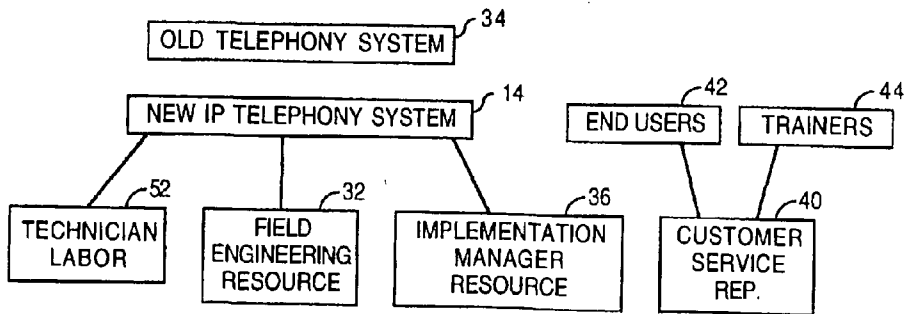 34
OLD TELEPHONY SYSTEM
14
NEW IP TELEPHONY SYSTEM
42
END USERS
44
TRAINERS
52
TECHNICIAN
LABOR
32
FIELD
ENGINEERING
RESOURCE
36
IMPLEMENTATION
MANAGER
RESOURCE
40
CUSTOMER
SERVICE
REP.